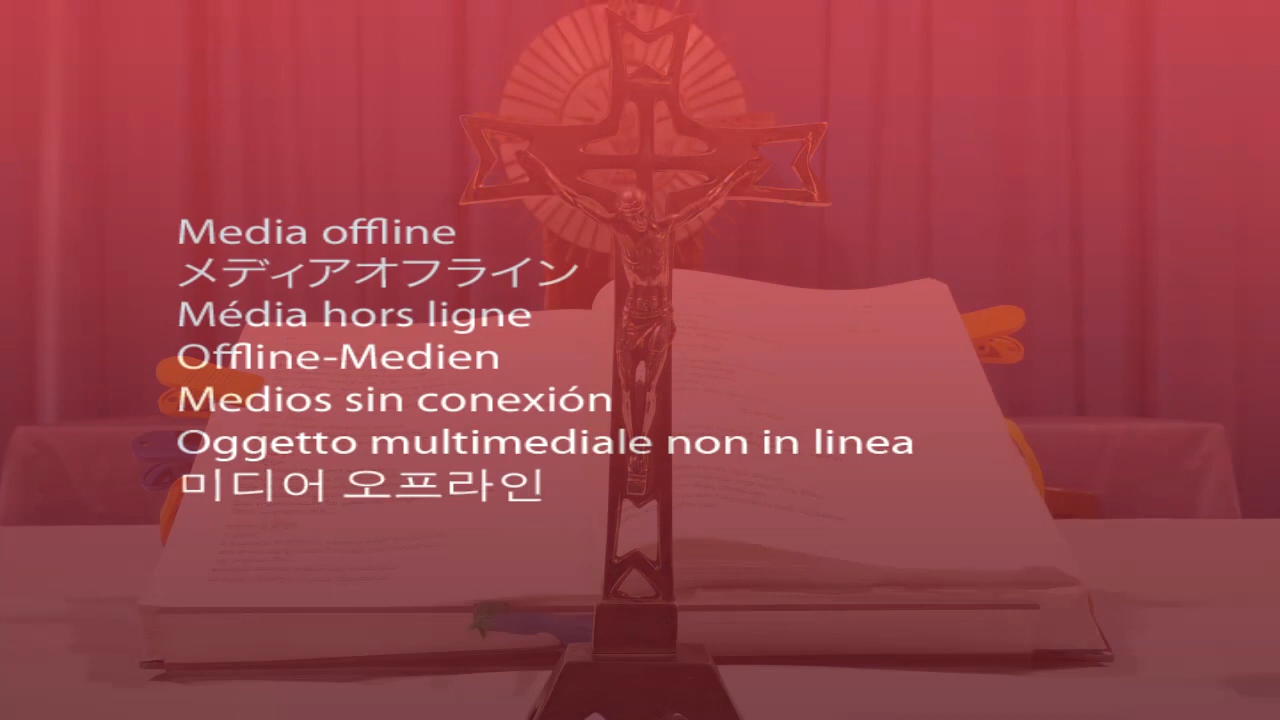 Media offline
メディアオフライン
Média hors ligne
Offline-Medien
Medios sin conexión
Oggetto multimediale non in linea
미디어 오프라인